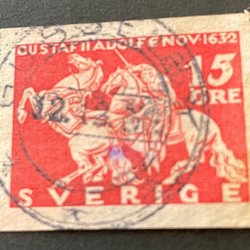 GUSTAF II ADOLF 6 NOV·1632
15
ÖRE
SVERIGE